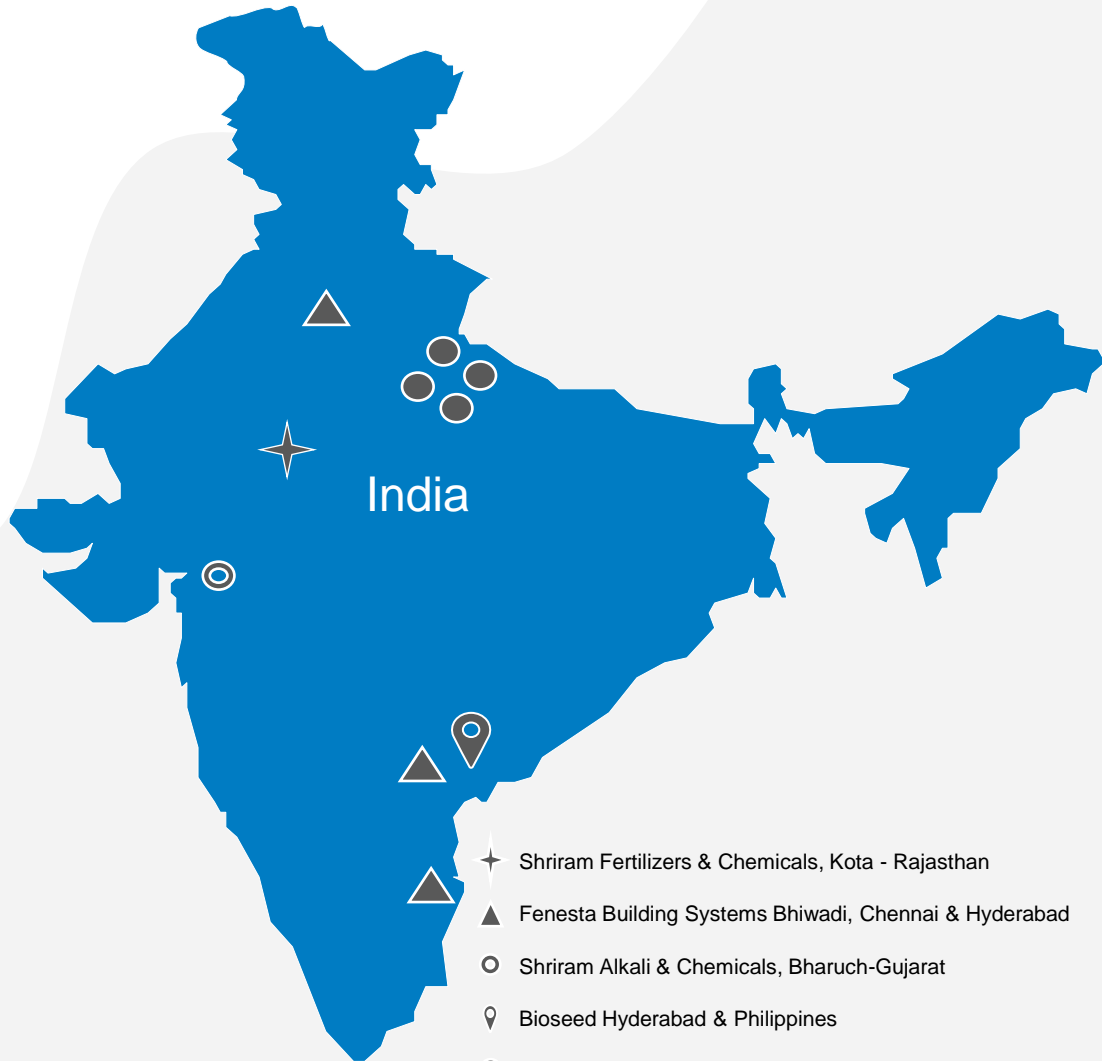 India
Shriram Fertilizers & Chemicals, Kota - Rajasthan
Fenesta Building Systems Bhiwadi, Chennai & Hyderabad
Shriram Alkali & Chemicals, Bharuch-Gujarat
Bioseed Hyderabad & Philippines